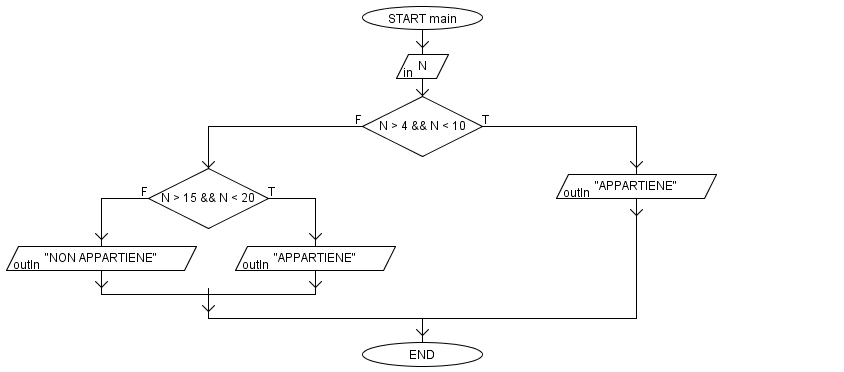 START main
N
in
F
N > 4 && N < 10
T
F
N > 15 && N < 20
T
"APPARTIENE"
outln
"NON APPARTIENE"
outln
"APPARTIENE"
outln
END